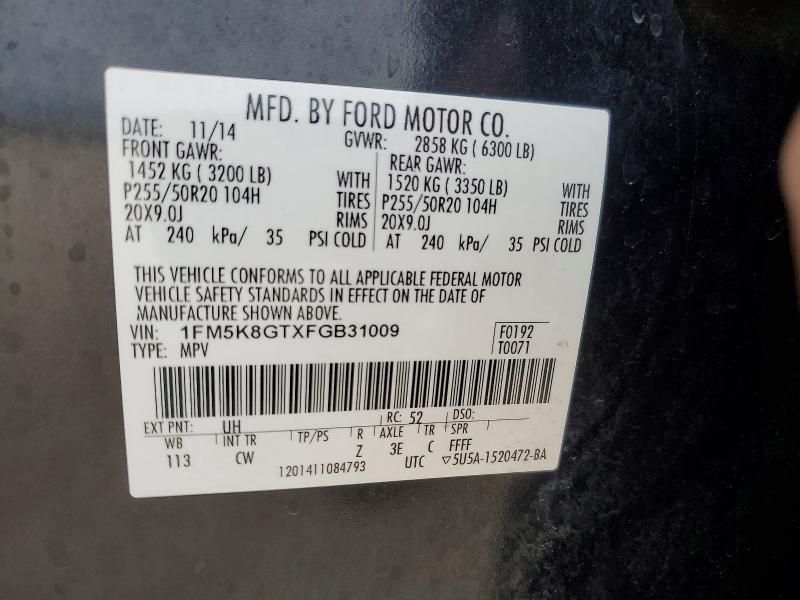 MFD. BY FORD MOTOR CO.
DATE: 11/14 GVWR: 2858 KG ( 6300 LB)
FRONT GAWR: REAR GAWR:
1452 KG ( 3200 LB) WITH 1520 KG ( 3350 LB) WITH
P255/50R20 104H TIRES P255/50R20 104H TIRES
20X9.0J RIMS 20X9.0J RIMS
AT 240 kPa/ 35 PSI COLD AT 240 kPa/ 35 PSI COLD
THIS VEHICLE CONFORMS TO ALL APPLICABLE FEDERAL MOTOR
VEHICLE SAFETY STANDARDS IN EFFECT ON THE DATE OF
MANUFACTURE SHOWN ABOVE.
VIN: 1FM5K8GTXFGB31009 F0192
TYPE: MPV T0071
EXT PNT: UH RC: 52 DSO:
WB INT TR TP/PS R AXLE TR SPR
113 CW Z 3E C FFFF
1201411084793 UTC ▽5U5A-1520472-BA